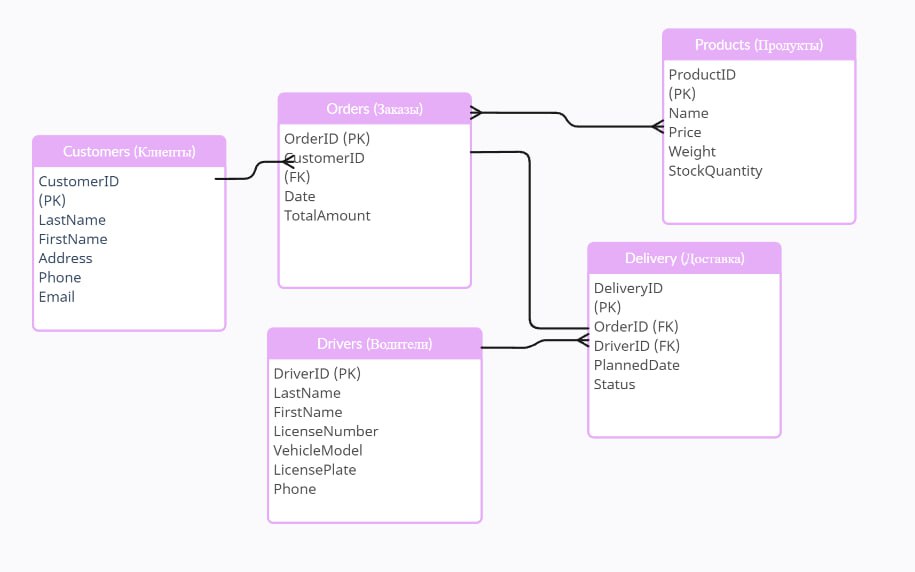 Products (Продукты)
ProductID
(PK)
Name
Price
Weight
StockQuantity
Orders (Заказы)
OrderID (PK)
CustomerID
(FK)
Date
TotalAmount
Customers (Клиенты)
CustomerID
(PK)
LastName
FirstName
Address
Phone
Email
Delivery (Доставка)
DeliveryID
(PK)
OrderID (FK)
DriverID (FK)
PlannedDate
Status
Drivers (Водители)
DriverID (PK)
LastName
FirstName
LicenseNumber
VehicleModel
LicensePlate
Phone